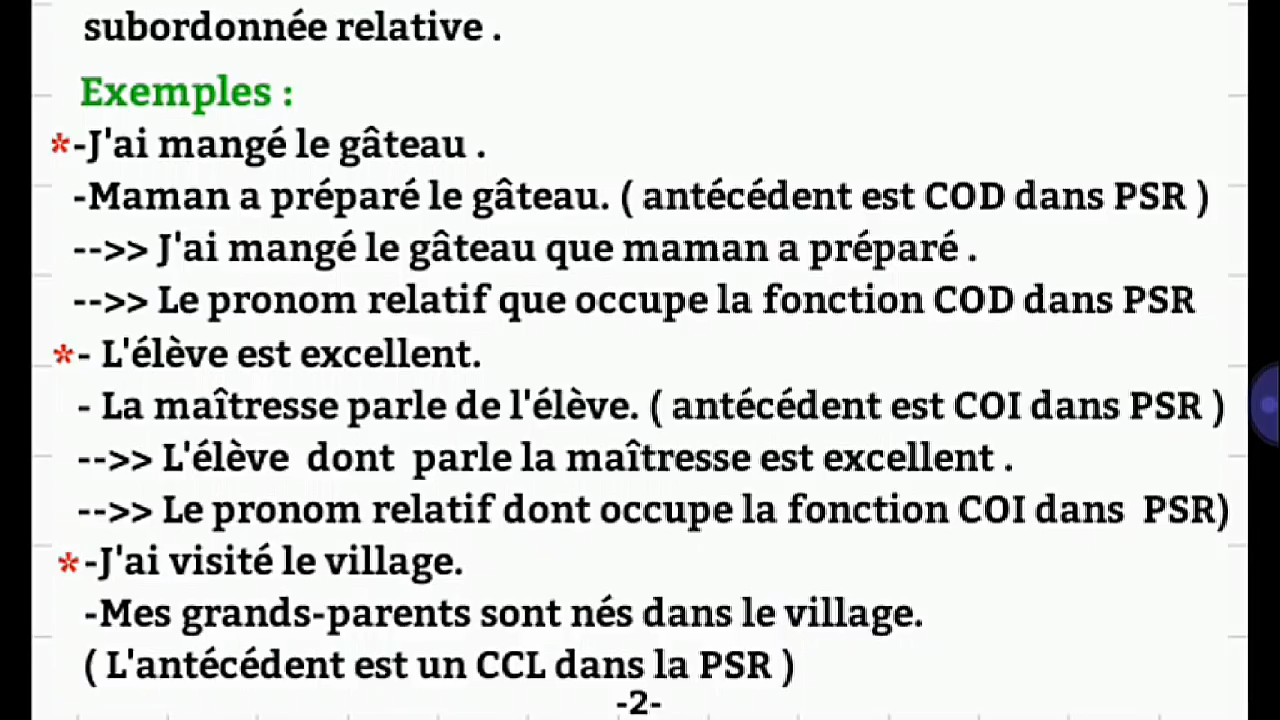 subordonnée relative .
Exemples :
*-J'ai mangé le gâteau .
-Maman a préparé le gâteau. ( antécédent est COD dans PSR )
-->> J'ai mangé le gâteau que maman a préparé .
-->> Le pronom relatif que occupe la fonction COD dans PSR
*- L'élève est excellent.
- La maîtresse parle de l'élève. ( antécédent est COI dans PSR )
-->> L'élève dont parle la maîtresse est excellent .
-->> Le pronom relatif dont occupe la fonction COI dans PSR)
*-J'ai visité le village.
-Mes grands-parents sont nés dans le village.
( L'antécédent est un CCL dans la PSR )
-2-